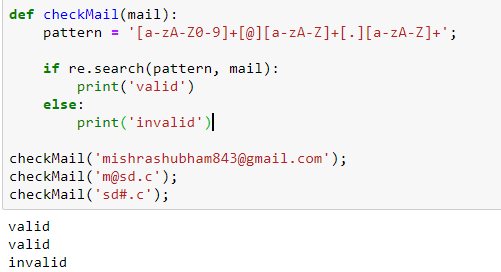 def checkMail(mail):
    pattern = '[a-zA-Z0-9]+[@][a-zA-Z]+[.][a-zA-Z]+';
    if re.search(pattern, mail):
        print('valid')
    else:
        print('invalid')
checkMail('mishrashubham843@gmail.com');
checkMail('m@sd.c');
checkMail('sd#.c');
valid
valid
invalid